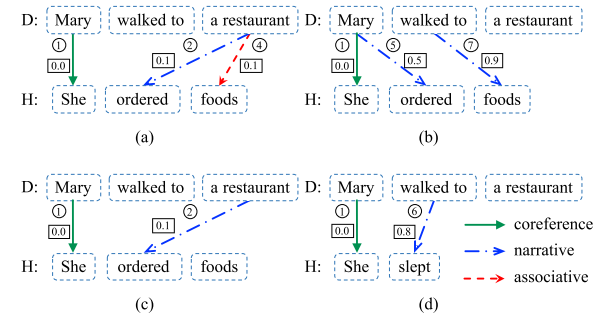 D: Mary walked to a restaurant D: Mary walked to a restaurant
① ② ④ ① ⑤ ⑦
0.0 0.1 0.1 0.0 0.5 0.9
H: She ordered foods H: She ordered foods
(a) (b)
D: Mary walked to a restaurant D: Mary walked to a restaurant
① ② ① ⑥
0.0 0.1 0.0 0.8
coreference
narrative
H: She ordered foods H: She slept
associative
(c) (d)